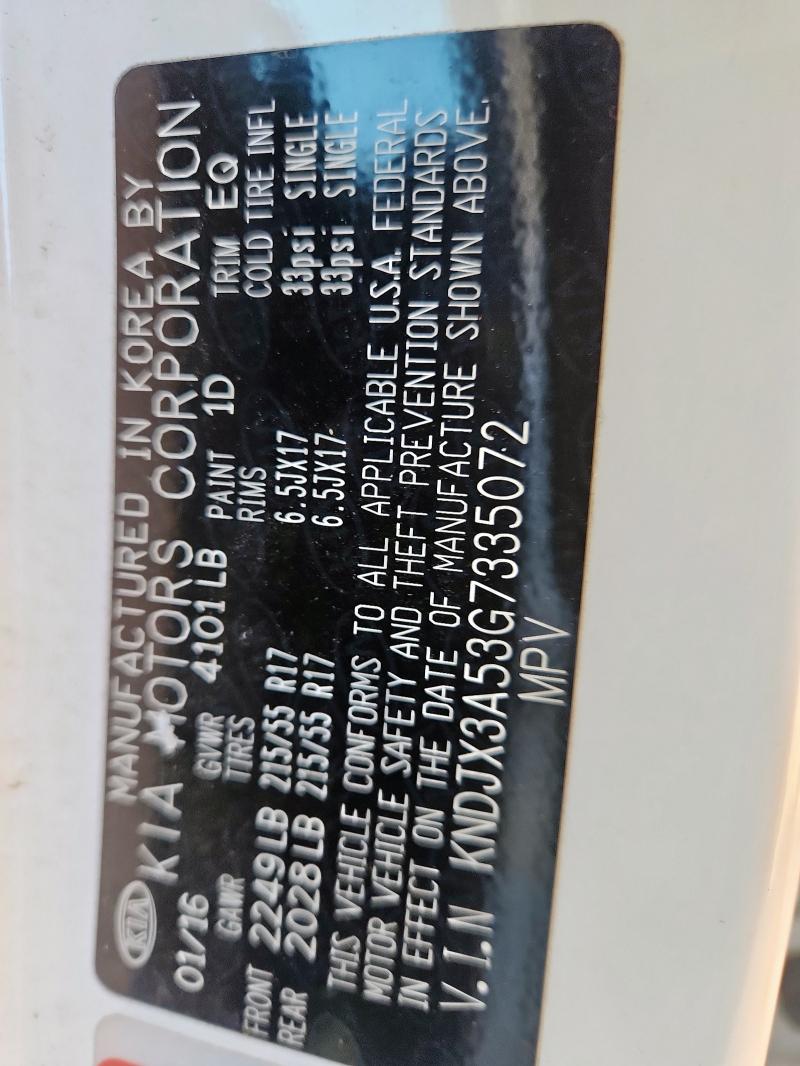 KIA MANUFACTURED IN KOREA BY
KIA MOTORS CORPORATION
01/16 GVWR 4101LB PAINT 1D TRIM EQ
GAWR TIRES RIMS COLD TIRE INFL
FRONT 2249LB 215/55 R17 6.5JX17 33psi SINGLE
REAR 2028LB 215/55 R17 6.5JX17 33psi SINGLE
THIS VEHICLE CONFORMS TO ALL APPLICABLE U.S.A. FEDERAL
MOTOR VEHICLE SAFETY AND THEFT PREVENTION STANDARDS
IN EFFECT ON THE DATE OF MANUFACTURE SHOWN ABOVE.
V.I.N KNDJX3A53G7335072
MPV